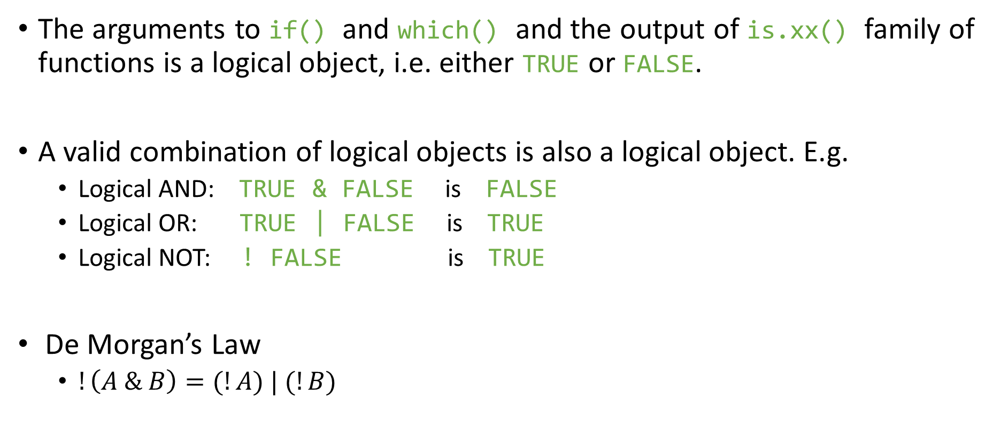 • The arguments to if() and which() and the output of is.xx() family of
functions is a logical object, i.e. either TRUE or FALSE.
• A valid combination of logical objects is also a logical object. E.g.
• Logical AND: TRUE & FALSE is FALSE
• Logical OR: TRUE | FALSE is TRUE
• Logical NOT: ! FALSE is TRUE
• De Morgan’s Law
• ! (A & B) = (! A) | (! B)